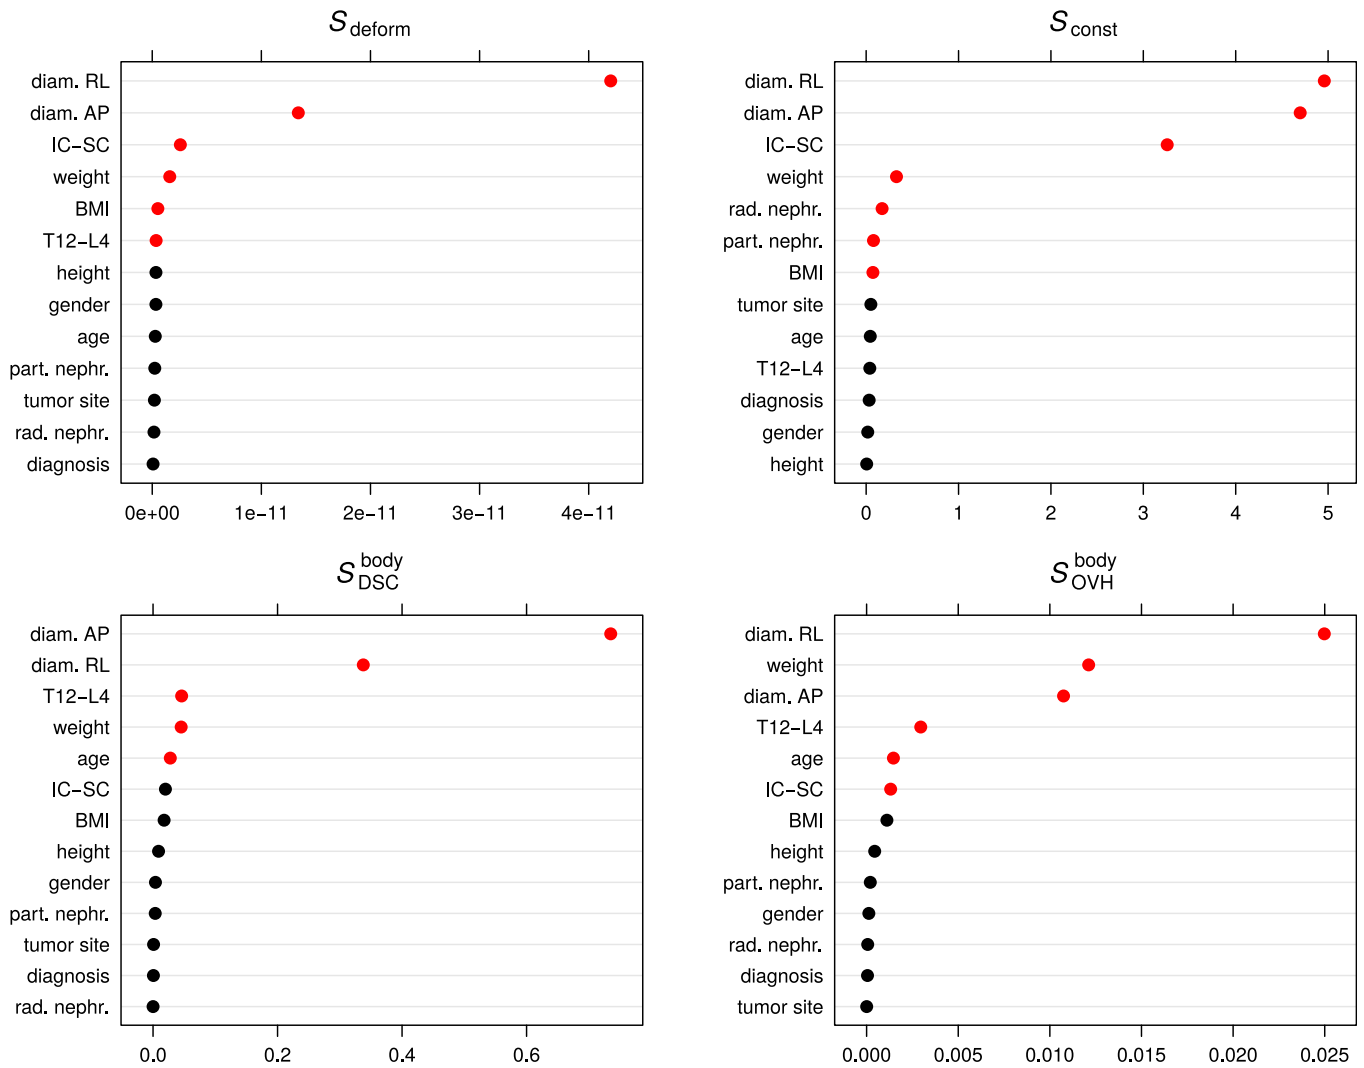 S deform
diam. RL
diam. AP
IC−SC
weight
BMI
T12−L4
height
gender
age
part. nephr.
tumor site
rad. nephr.
diagnosis
0e+00 1e−11 2e−11 3e−11 4e−11
S const
diam. RL
diam. AP
IC−SC
weight
rad. nephr.
part. nephr.
BMI
tumor site
age
T12−L4
diagnosis
gender
height
0 1 2 3 4 5
S body DSC
diam. AP
diam. RL
T12−L4
weight
age
IC−SC
BMI
height
gender
part. nephr.
tumor site
diagnosis
rad. nephr.
0.0 0.2 0.4 0.6
S body OVH
diam. RL
weight
diam. AP
T12−L4
age
IC−SC
BMI
height
part. nephr.
gender
rad. nephr.
diagnosis
tumor site
0.000 0.005 0.010 0.015 0.020 0.025